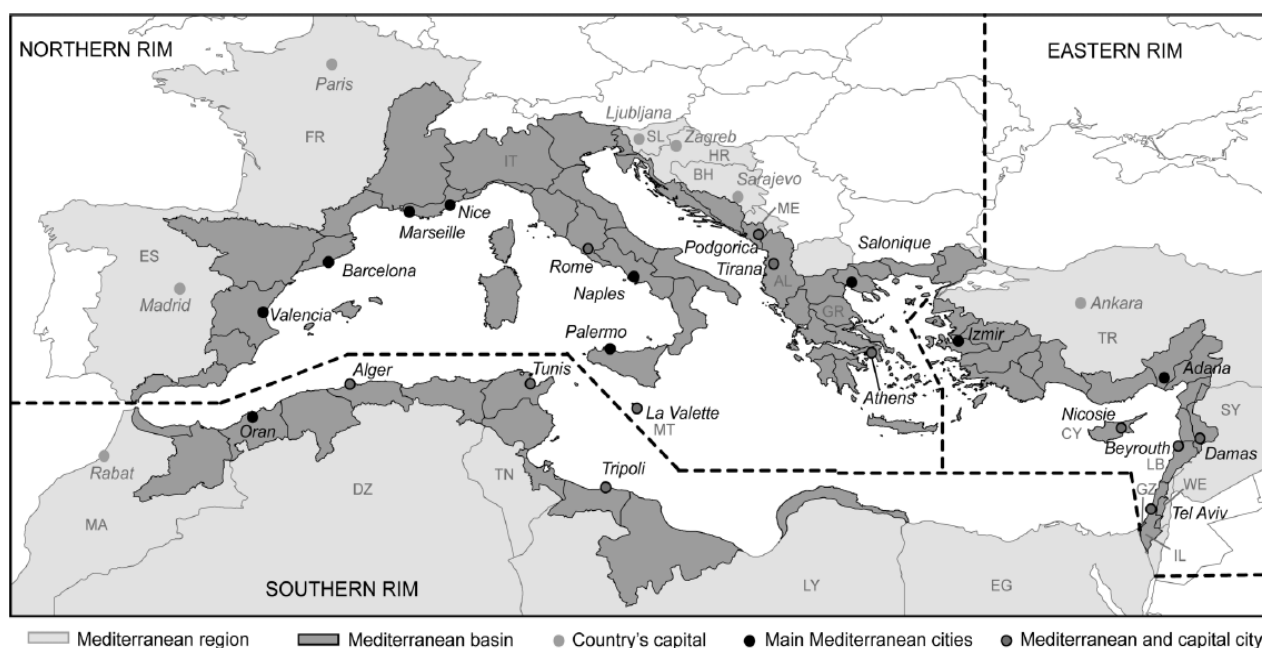 NORTHERN RIM
EASTERN RIM
Paris
FR
Ljubljana
SL
Zagreb
HR
BH
IT
Sarajevo
ME
Nice
Marseille
Podgorica
Salonique
ES
Barcelona
Rome
Tirana
AL
Madrid
Naples
GR
Ankara
Valencia
TR
Palermo
Izmir
Alger
Tunis
Athens
Adana
La Valette
Nicosie
SY
Oran
MT
CY
Beyrouth
Damas
Rabat
Tripoli
LB
TN
DZ
GZ
WE
MA
Tel Aviv
IL
SOUTHERN RIM
LY
EG
Mediterranean region
Mediterranean basin
Country's capital
Main Mediterranean cities
Mediterranean and capital city